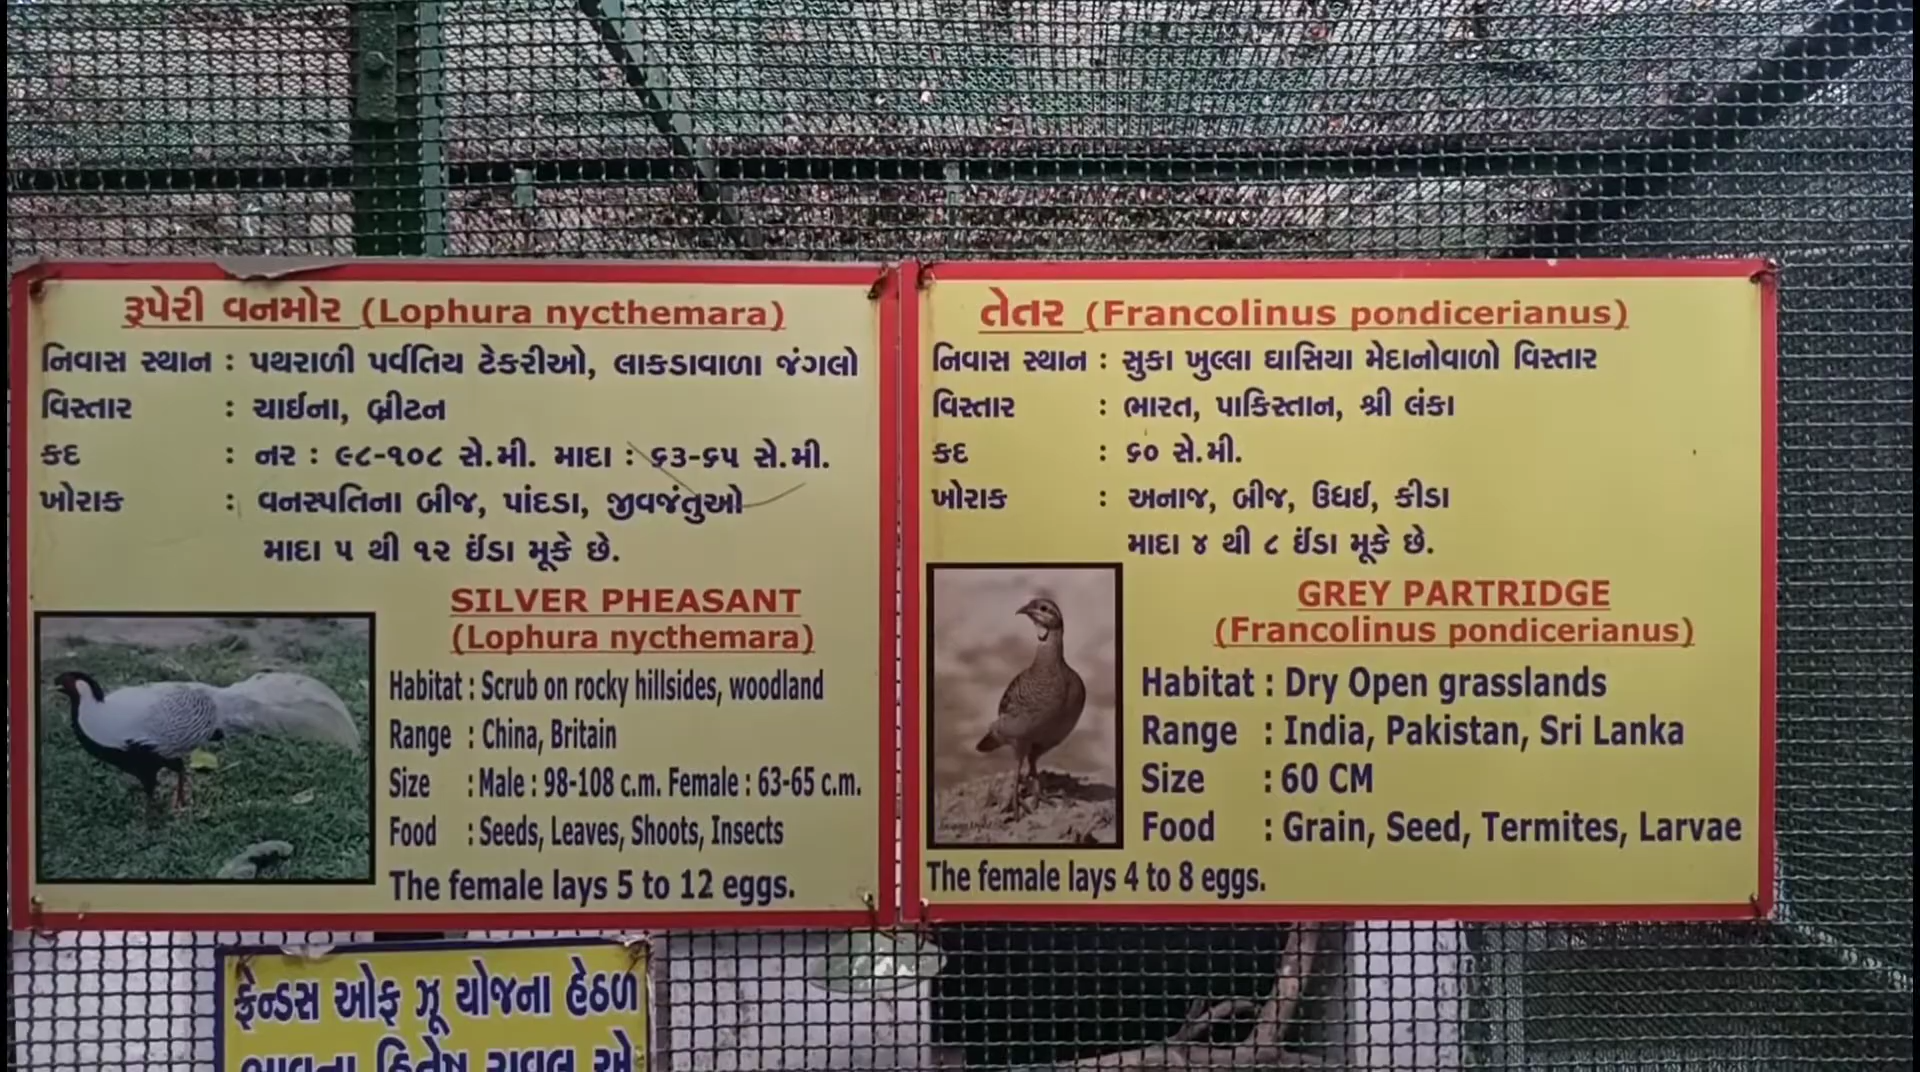 રૂપેરી વનમોર (Lophura nycthemara)
નિવાસ સ્થાન : પથરાળી પર્વતિય ટેકરીઓ, લાકડાવાળા જંગલો
વિસ્તાર : ચાઈના, બ્રીટન
કદ : નર : ૯૮-૧૦૮ સે.મી. માદા : ૬૩-૬૫ સે.મી.
ખોરાક : વનસ્પતિના બીજ, પાંદડા, જીવજંતુઓ
માદા ૫ થી ૧૨ ઈંડા મૂકે છે.
SILVER PHEASANT
(Lophura nycthemara)
Habitat : Scrub on rocky hillsides, woodland
Range : China, Britain
Size : Male : 98-108 c.m. Female : 63-65 c.m.
Food : Seeds, Leaves, Shoots, Insects
The female lays 5 to 12 eggs.
તેતર (Francolinus pondicerianus)
નિવાસ સ્થાન : સુકા ખુલ્લા ઘાસિયા મેદાનોવાળો વિસ્તાર
વિસ્તાર : ભારત, પાકિસ્તાન, શ્રી લંકા
કદ : ૬૦ સે.મી.
ખોરાક : અનાજ, બીજ, ઉધઈ, કીડા
માદા ૪ થી ૮ ઈંડા મૂકે છે.
GREY PARTRIDGE
(Francolinus pondicerianus)
Habitat : Dry Open grasslands
Range : India, Pakistan, Sri Lanka
Size : 60 CM
Food : Grain, Seed, Termites, Larvae
The female lays 4 to 8 eggs.
ફ્રેન્ડસ ઓફ ઝૂ યોજના હેઠળ